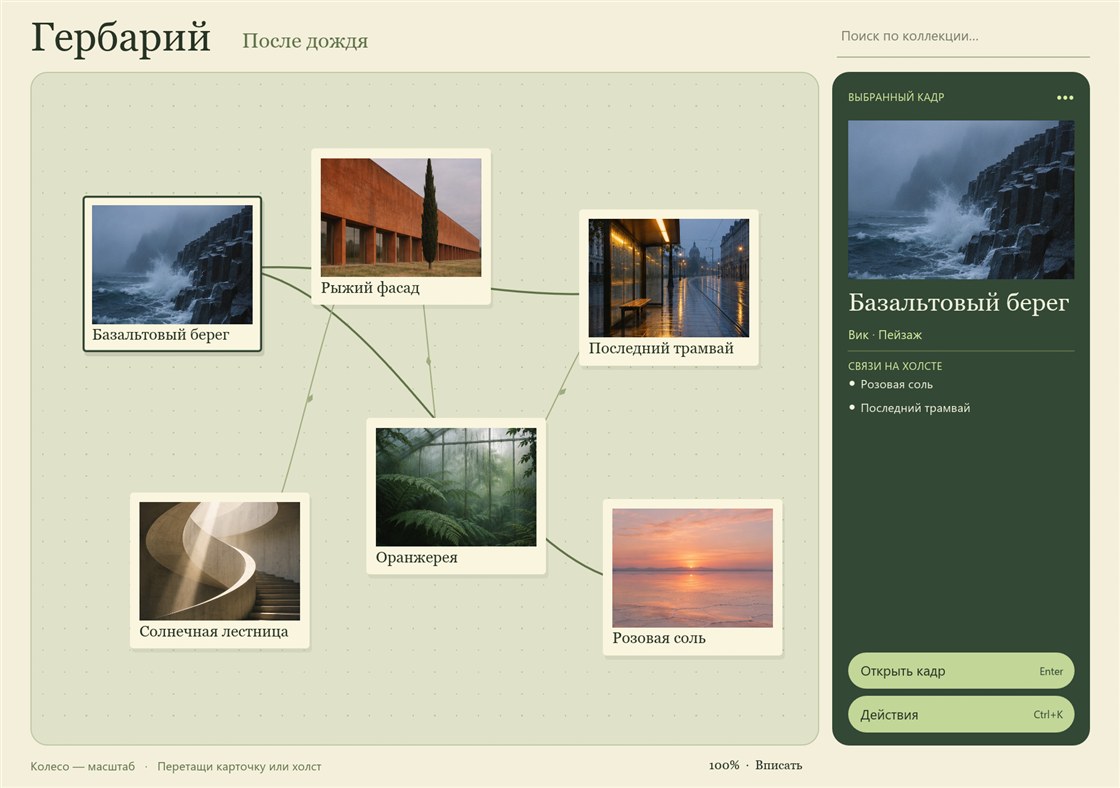 Гербарий
После дождя
Поиск по коллекции...
Базальтовый берег
Рыжий фасад
Последний трамвай
Солнечная лестница
Оранжерея
Розовая соль
ВЫБРАННЫЙ КАДР
Базальтовый берег
Вик · Пейзаж
СВЯЗИ НА ХОЛСТЕ
Розовая соль
Последний трамвай
Открыть кадр Enter
Действия Ctrl+K
Колесо — масштаб · Перетащи карточку или холст
100% · Вписать